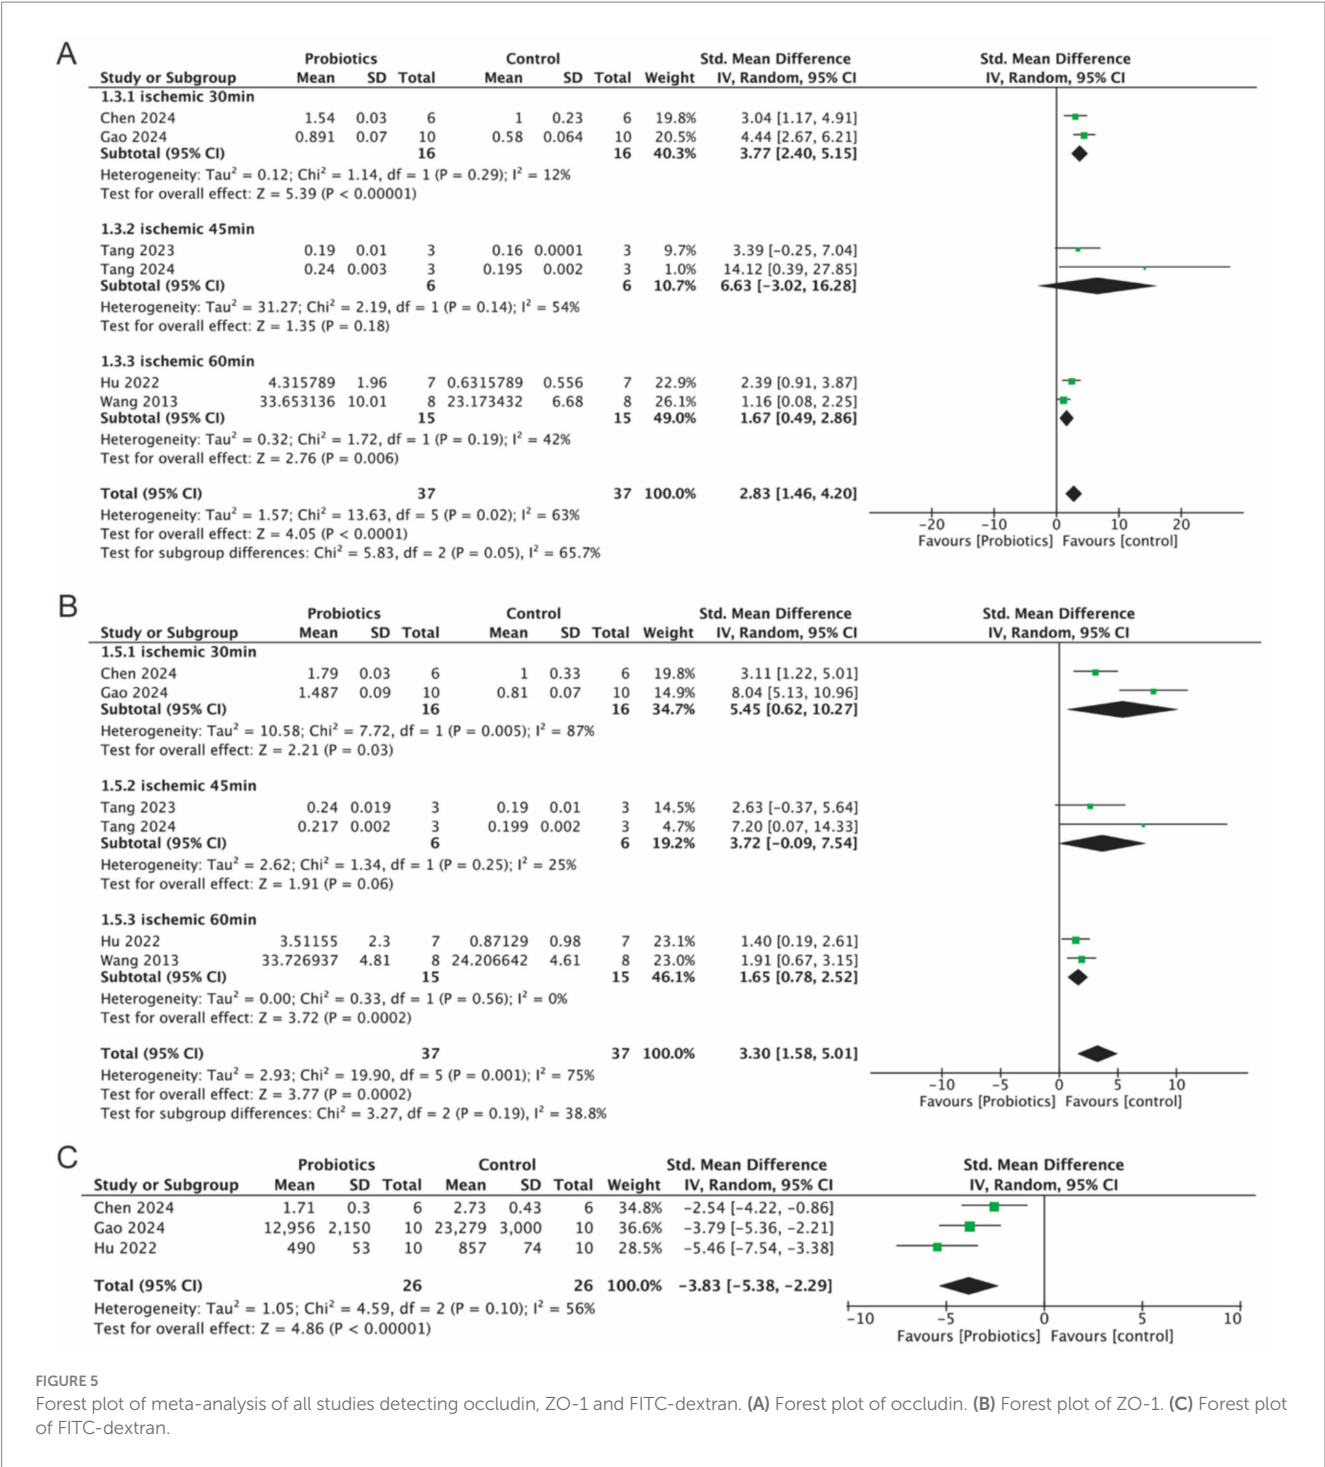 A
Probiotics Control Std. Mean Difference Std. Mean Difference
Study or Subgroup Mean SD Total Mean SD Total Weight IV, Random, 95% CI IV, Random, 95% CI
1.3.1 ischemic 30min
Chen 2024 1.54 0.03 6 1 0.23 6 19.8% 3.04 [1.17, 4.91]
Gao 2024 0.891 0.07 10 0.58 0.064 10 20.5% 4.44 [2.67, 6.21]
Subtotal (95% CI) 16 16 40.3% 3.77 [2.40, 5.15]
Heterogeneity: Tau² = 0.12; Chi² = 1.14, df = 1 (P = 0.29); I² = 12%
Test for overall effect: Z = 5.39 (P < 0.00001)
1.3.2 ischemic 45min
Tang 2023 0.19 0.01 3 0.16 0.0001 3 9.7% 3.39 [−0.25, 7.04]
Tang 2024 0.24 0.003 3 0.195 0.002 3 1.0% 14.12 [0.39, 27.85]
Subtotal (95% CI) 6 6 10.7% 6.63 [−3.02, 16.28]
Heterogeneity: Tau² = 31.27; Chi² = 2.19, df = 1 (P = 0.14); I² = 54%
Test for overall effect: Z = 1.35 (P = 0.18)
1.3.3 ischemic 60min
Hu 2022 4.315789 1.96 7 0.6315789 0.556 7 22.9% 2.39 [0.91, 3.87]
Wang 2013 33.653136 10.01 8 23.173432 6.68 8 26.1% 1.16 [0.08, 2.25]
Subtotal (95% CI) 15 15 49.0% 1.67 [0.49, 2.86]
Heterogeneity: Tau² = 0.32; Chi² = 1.72, df = 1 (P = 0.19); I² = 42%
Test for overall effect: Z = 2.76 (P = 0.006)
Total (95% CI) 37 37 100.0% 2.83 [1.46, 4.20]
Heterogeneity: Tau² = 1.57; Chi² = 13.63, df = 5 (P = 0.02); I² = 63%
Test for overall effect: Z = 4.05 (P < 0.0001)
Test for subgroup differences: Chi² = 5.83, df = 2 (P = 0.05), I² = 65.7%
−20 −10 0 10 20
Favours [Probiotics] Favours [control]
B
Probiotics Control Std. Mean Difference Std. Mean Difference
Study or Subgroup Mean SD Total Mean SD Total Weight IV, Random, 95% CI IV, Random, 95% CI
1.5.1 ischemic 30min
Chen 2024 1.79 0.03 6 1 0.33 6 19.8% 3.11 [1.22, 5.01]
Gao 2024 1.487 0.09 10 0.81 0.07 10 14.9% 8.04 [5.13, 10.96]
Subtotal (95% CI) 16 16 34.7% 5.45 [0.62, 10.27]
Heterogeneity: Tau² = 10.58; Chi² = 7.72, df = 1 (P = 0.005); I² = 87%
Test for overall effect: Z = 2.21 (P = 0.03)
1.5.2 ischemic 45min
Tang 2023 0.24 0.019 3 0.19 0.01 3 14.5% 2.63 [−0.37, 5.64]
Tang 2024 0.217 0.002 3 0.199 0.002 3 4.7% 7.20 [0.07, 14.33]
Subtotal (95% CI) 6 6 19.2% 3.72 [−0.09, 7.54]
Heterogeneity: Tau² = 2.62; Chi² = 1.34, df = 1 (P = 0.25); I² = 25%
Test for overall effect: Z = 1.91 (P = 0.06)
1.5.3 ischemic 60min
Hu 2022 3.51155 2.3 7 0.87129 0.98 7 23.1% 1.40 [0.19, 2.61]
Wang 2013 33.726937 4.81 8 24.206642 4.61 8 23.0% 1.91 [0.67, 3.15]
Subtotal (95% CI) 15 15 46.1% 1.65 [0.78, 2.52]
Heterogeneity: Tau² = 0.00; Chi² = 0.33, df = 1 (P = 0.56); I² = 0%
Test for overall effect: Z = 3.72 (P = 0.0002)
Total (95% CI) 37 37 100.0% 3.30 [1.58, 5.01]
Heterogeneity: Tau² = 2.93; Chi² = 19.90, df = 5 (P = 0.001); I² = 75%
Test for overall effect: Z = 3.77 (P = 0.0002)
Test for subgroup differences: Chi² = 3.27, df = 2 (P = 0.19), I² = 38.8%
−10 −5 0 5 10
Favours [Probiotics] Favours [control]
C
Probiotics Control Std. Mean Difference Std. Mean Difference
Study or Subgroup Mean SD Total Mean SD Total Weight IV, Random, 95% CI IV, Random, 95% CI
Chen 2024 1.71 0.3 6 2.73 0.43 6 34.8% −2.54 [−4.22, −0.86]
Gao 2024 12,956 2,150 10 23,279 3,000 10 36.6% −3.79 [−5.36, −2.21]
Hu 2022 490 53 10 857 74 10 28.5% −5.46 [−7.54, −3.38]
Total (95% CI) 26 26 100.0% −3.83 [−5.38, −2.29]
Heterogeneity: Tau² = 1.05; Chi² = 4.59, df = 2 (P = 0.10); I² = 56%
Test for overall effect: Z = 4.86 (P < 0.00001)
−10 −5 0 5 10
Favours [Probiotics] Favours [control]
FIGURE 5
Forest plot of meta-analysis of all studies detecting occludin, ZO-1 and FITC-dextran. (A) Forest plot of occludin. (B) Forest plot of ZO-1. (C) Forest plot
of FITC-dextran.